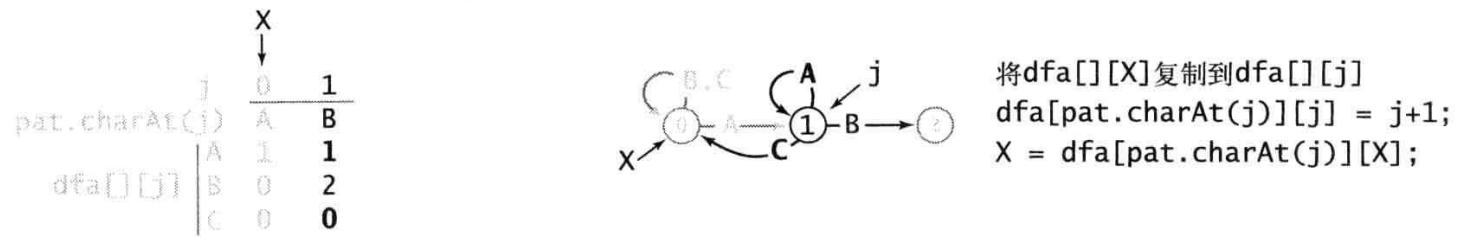 X
j 0 1
pat.charAt(j) A B
A 1 1
dfa[][j] B 0 2
C 0 0
B,C A j
0 A 1 B 2
X C
将dfa[][X]复制到dfa[][j]
dfa[pat.charAt(j)][j] = j+1;
X = dfa[pat.charAt(j)][X];